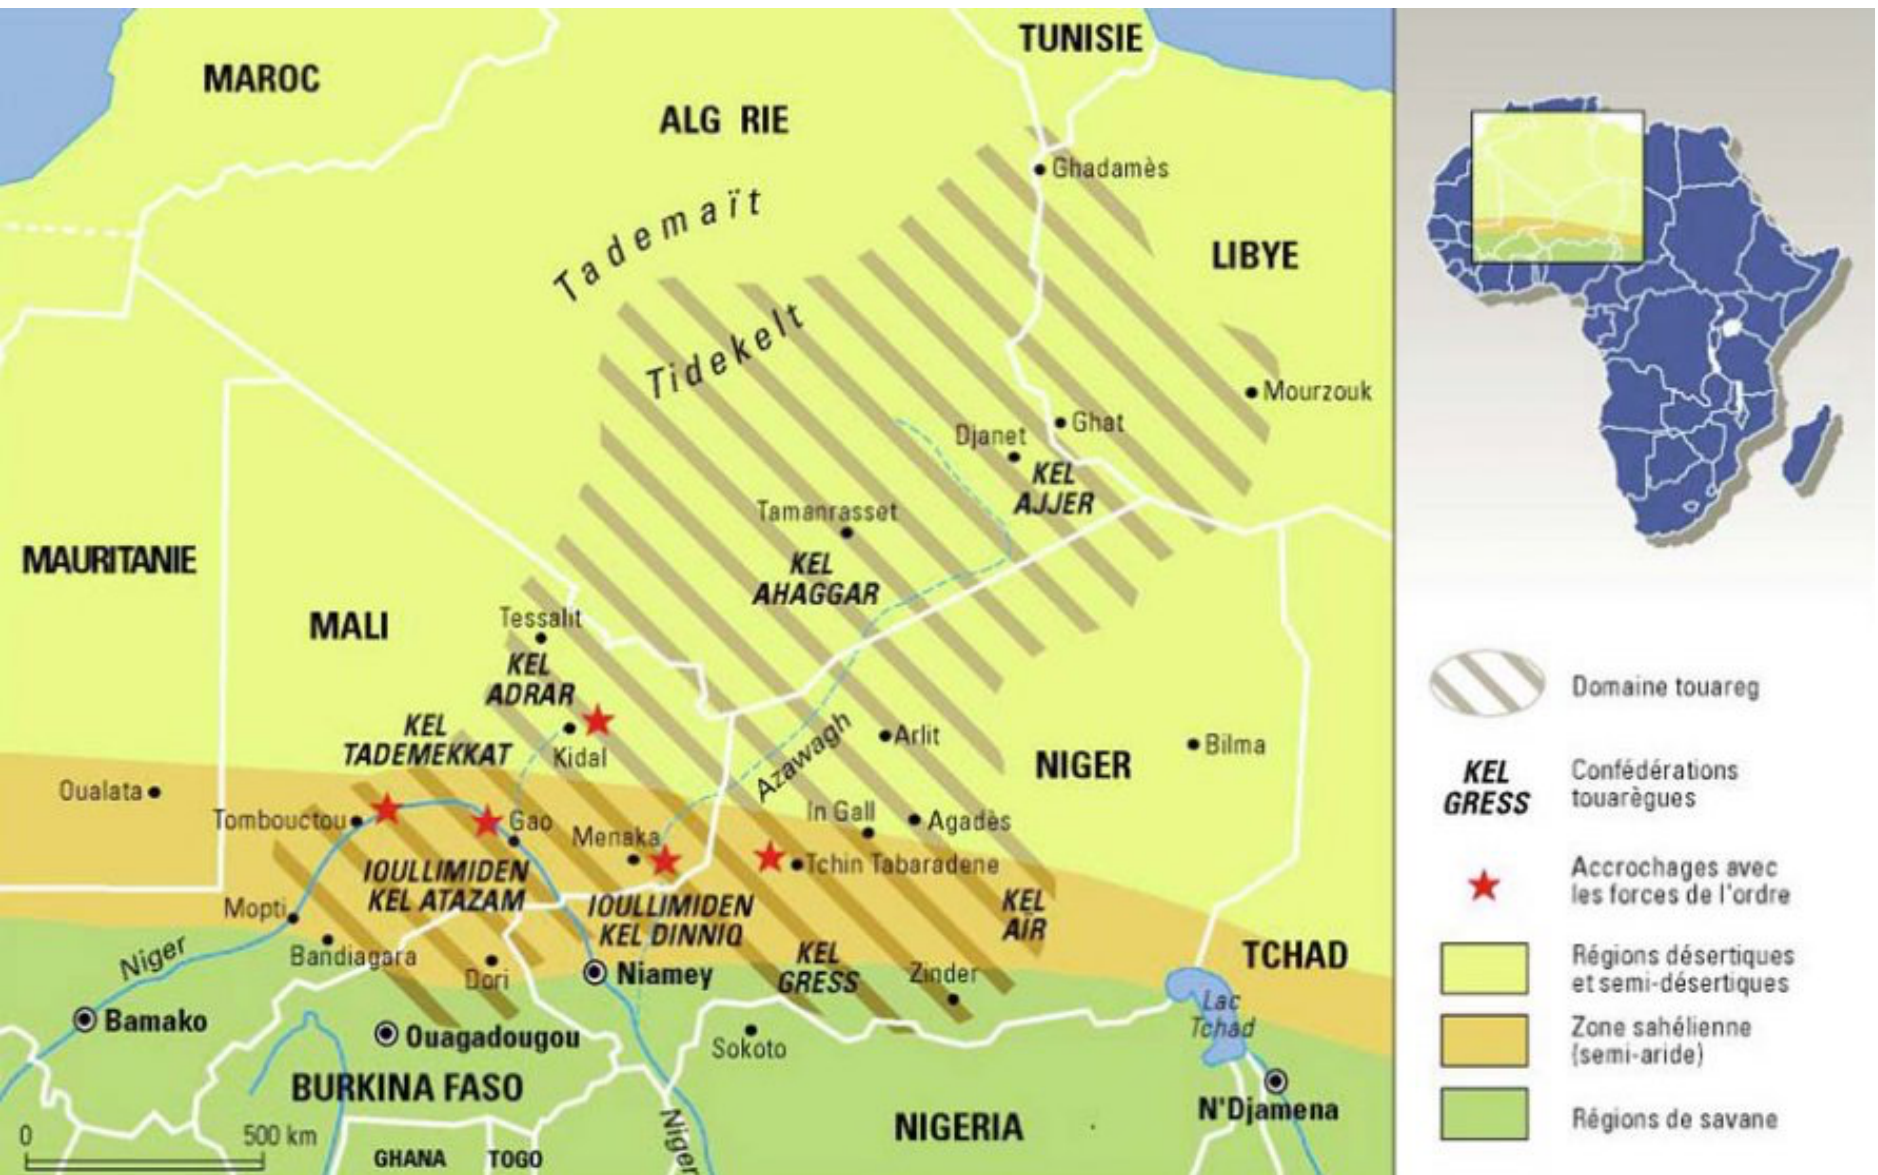 TUNISIE
MAROC
ALG RIE
Ghadamès
Tademaït
LIBYE
Tidekelt
Mourzouk
Ghat
Djanet
KEL
AJJER
Tamanrasset
KEL
AHAGGAR
MAURITANIE
MALI
Tessalit
KEL
ADRAR
KEL
TADEMEKKAT
Kidal
Azawagh
Arlit
NIGER
Bilma
Oualata
Tombouctou
Gao
Menaka
In Gall
Agadès
Tchin Tabaradene
IOULLIMIDEN
KEL ATAZAM
IOULLIMIDEN
KEL DINNIQ
KEL
AÏR
Mopti
Niger
Bandiagara
Dori
Niamey
KEL
GRESS
Zinder
TCHAD
Lac
Tchad
Bamako
Ouagadougou
Sokoto
BURKINA FASO
N'Djamena
NIGERIA
Niger
0
500 km
GHANA
TOGO
Domaine touareg
KEL
GRESS
Confédérations
touarègues
Accrochages avec
les forces de l'ordre
Régions désertiques
et semi-désertiques
Zone sahélienne
(semi-aride)
Régions de savane